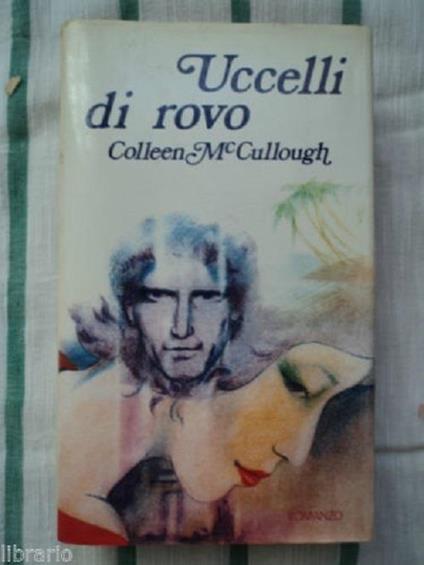 Uccelli
di rovo
Colleen McCullough
ROMANZO
librario